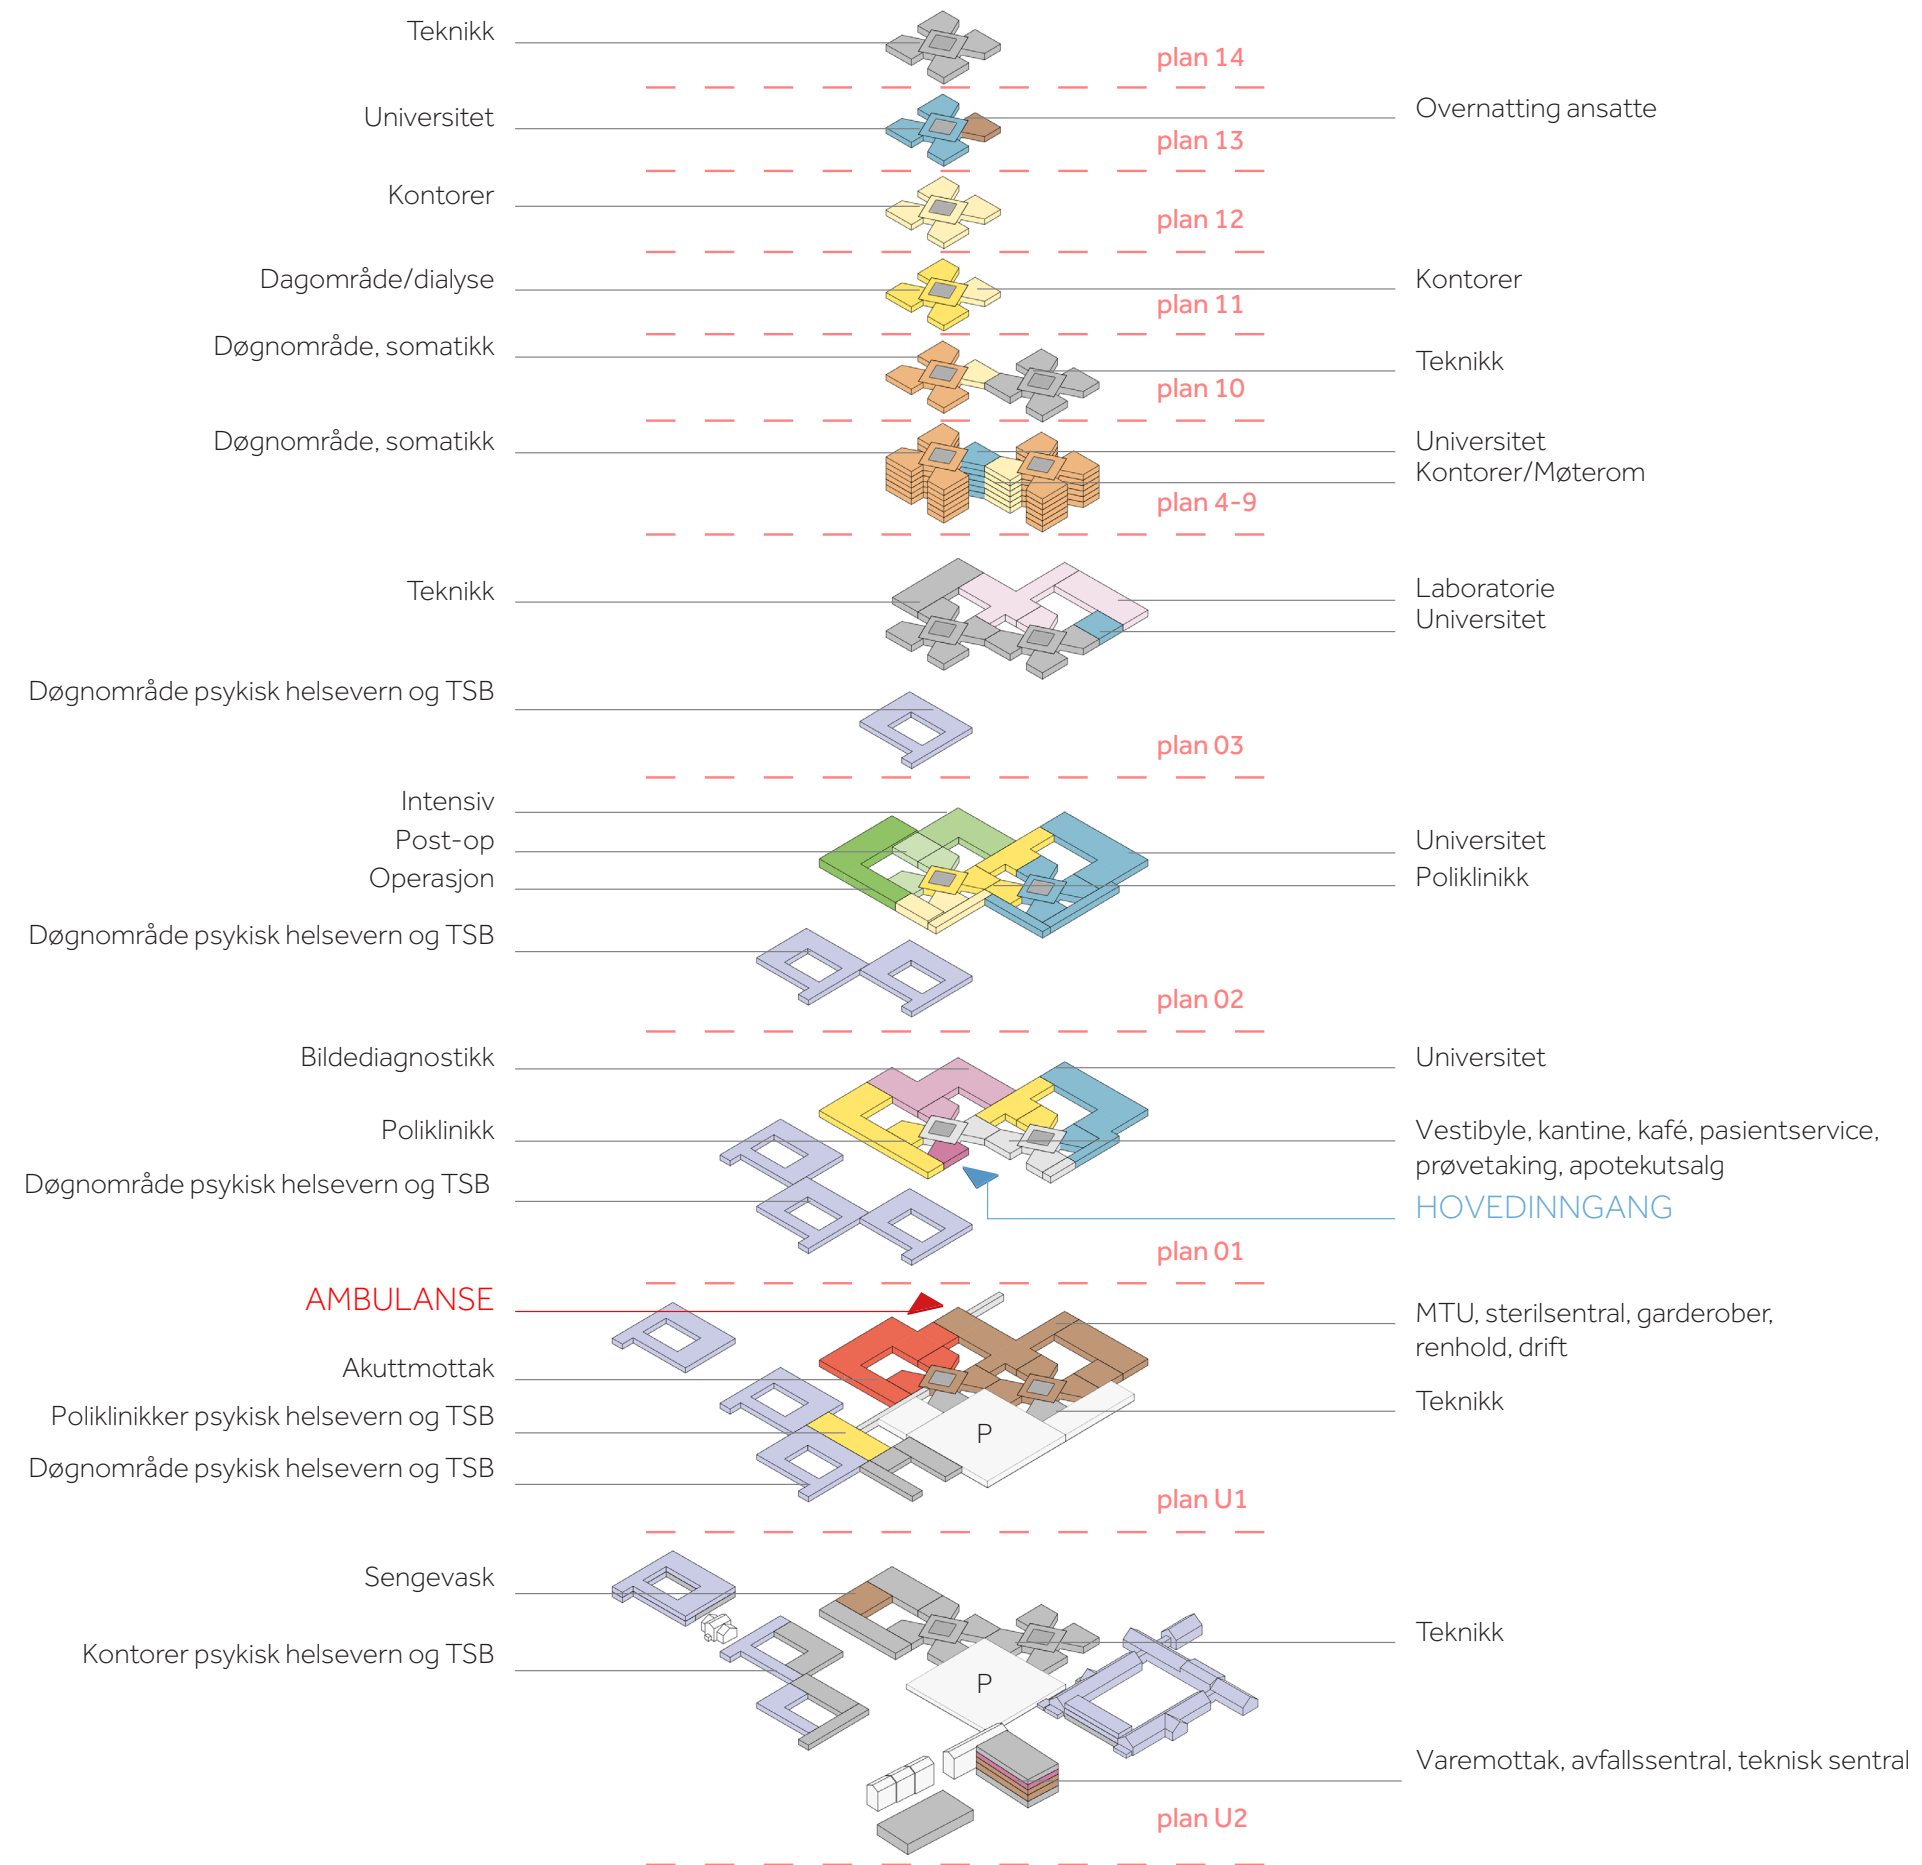 Teknikk
plan 14
Universitet
Overnatting ansatte
plan 13
Kontorer
plan 12
Dagområde/dialyse
Kontorer
plan 11
Døgnområde, somatikk
Teknikk
plan 10
Døgnområde, somatikk
Universitet
Kontorer/Møterom
plan 4-9
Teknikk
Laboratorie
Universitet
Døgnområde psykisk helsevern og TSB
plan 03
Intensiv
Post-op
Operasjon
Universitet
Poliklinikk
Døgnområde psykisk helsevern og TSB
plan 02
Bildediagnostikk
Universitet
Poliklinikk
Vestibyle, kantine, kafé, pasientservice,
prøvetaking, apotekutsalg
Døgnområde psykisk helsevern og TSB
HOVEDINNGANG
plan 01
AMBULANSE
MTU, sterilsentral, garderober,
renhold, drift
Akuttmottak
Teknikk
Poliklinikker psykisk helsevern og TSB
P
Døgnområde psykisk helsevern og TSB
plan U1
Sengevask
Teknikk
Kontorer psykisk helsevern og TSB
P
Varemottak, avfallssentral, teknisk sentral
plan U2